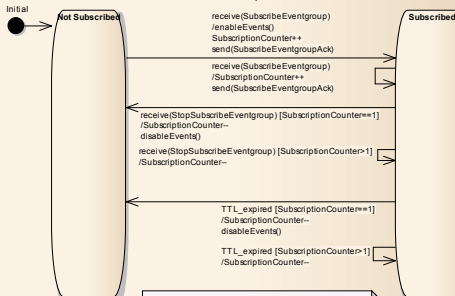 Initial
Not Subscribed
Subscribed
receive(SubscribeEventgroup)
/enableEvents()
SubscriptionCounter++
send(SubscribeEventgroupAck)
receive(SubscribeEventgroup)
/SubscriptionCounter++
send(SubscribeEventgroupAck)
receive(StopSubscribeEventgroup) [SubscriptionCounter==1]
/SubscriptionCounter--
disableEvents()
receive(StopSubscribeEventgroup) [SubscriptionCounter>1]
/SubscriptionCounter--
TTL_expired [SubscriptionCounter==1]
/SubscriptionCounter--
disableEvents()
TTL_expired [SubscriptionCounter>1]
/SubscriptionCounter--